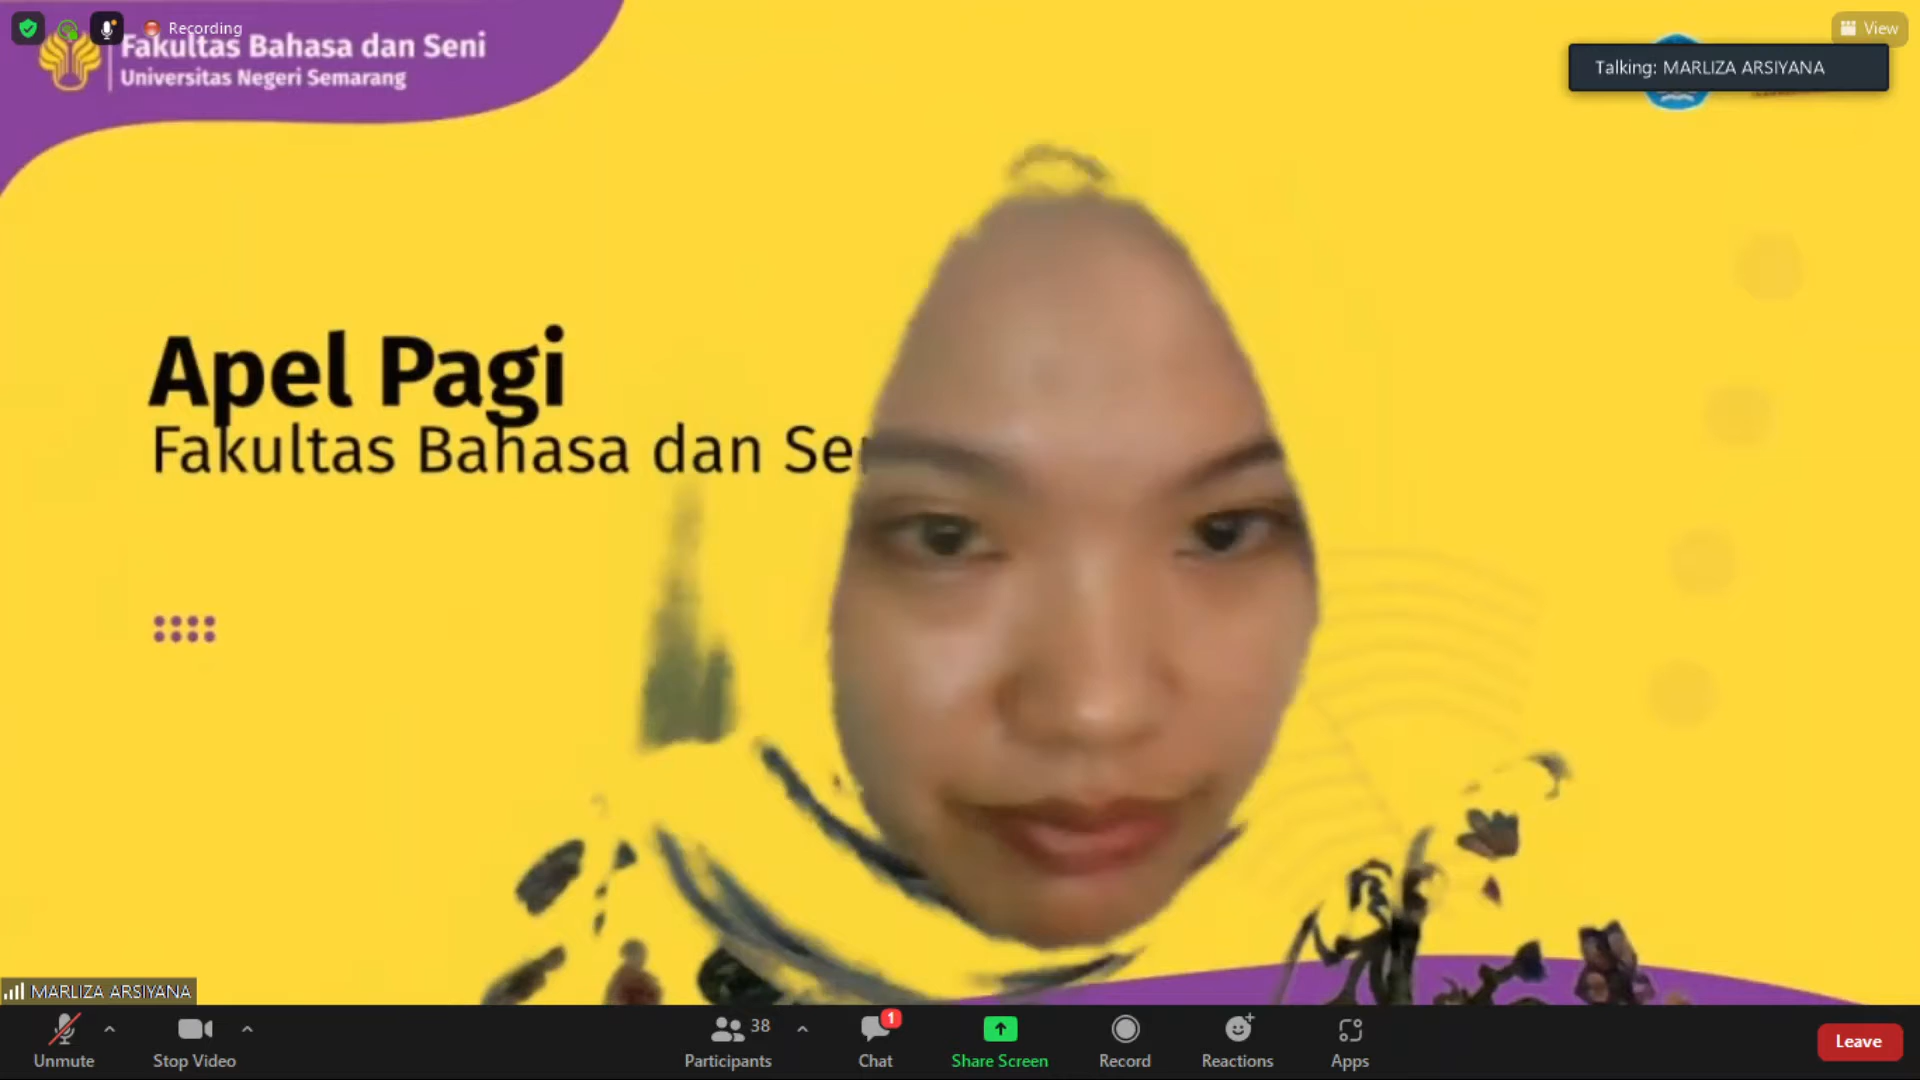 Recording
View
Fakultas Bahasa dan Seni
Universitas Negeri Semarang
Talking: MARLIZA ARSIYANA
Apel Pagi
Fakultas Bahasa dan Se
MARLIZA ARSIYANA
Unmute
Stop Video
38
Participants
1
Chat
Share Screen
Record
Reactions
Apps
Leave